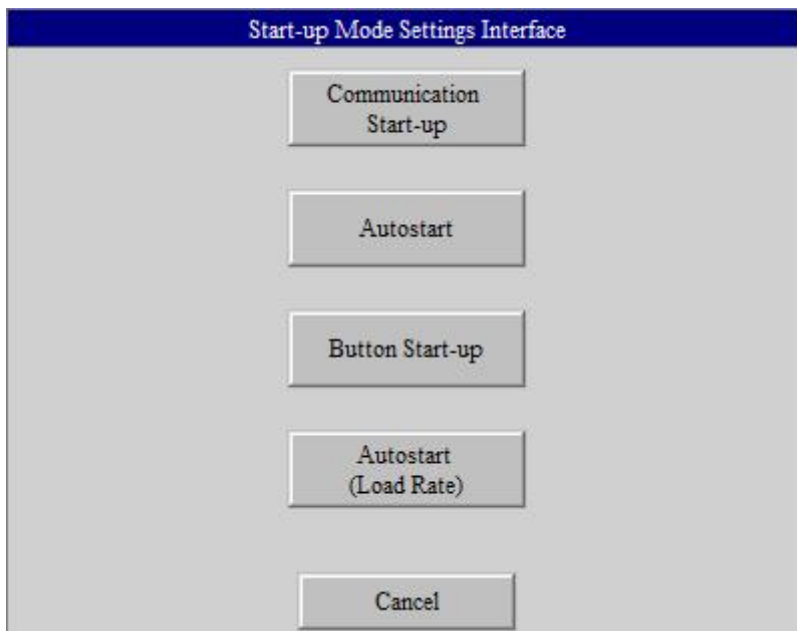 Start-up Mode Settings Interface
Communication
Start-up
Autostart
Button Start-up
Autostart
(Load Rate)
Cancel